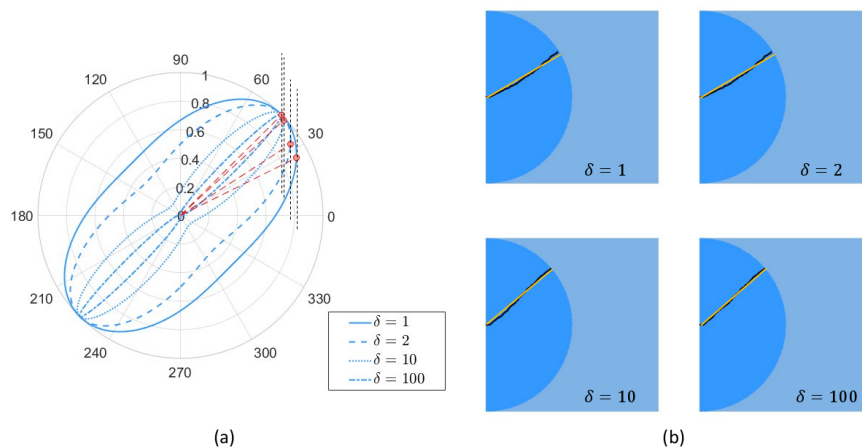 90
120
60
1
0.8
150
0.6
30
0.4
0.2
180
0
0
210
330
240
300
270
δ = 1
δ = 2
δ = 10
δ = 100
(a)
δ = 1
δ = 2
δ = 10
δ = 100
(b)